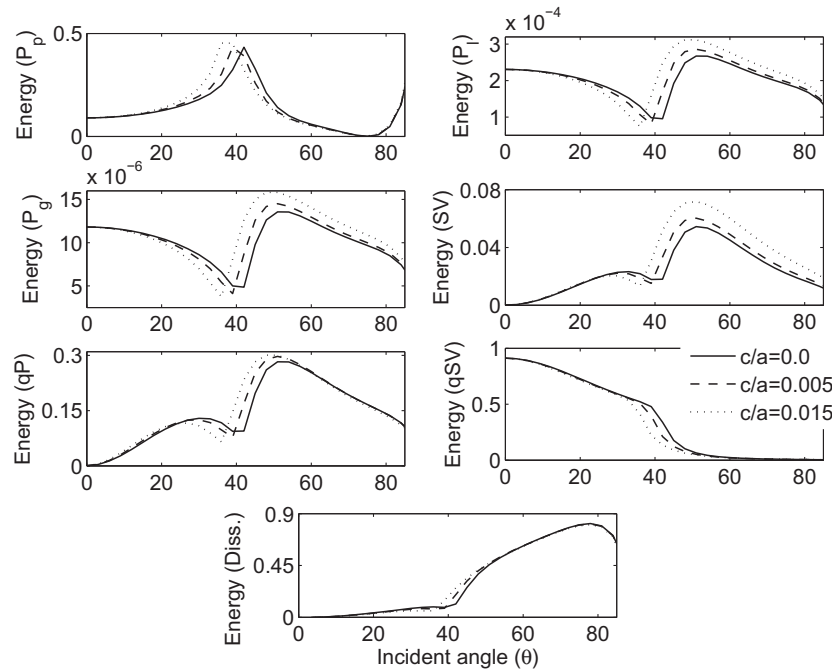 Energy (Pp)
0.5
0
0 20 40 60 80
x 10−4
Energy (Pl)
3
2
1
0 20 40 60 80
x 10−6
Energy (Pg)
15
10
5
0 20 40 60 80
Energy (SV)
0.08
0.04
0
0 20 40 60 80
Energy (qP)
0.3
0.15
0
0 20 40 60 80
Energy (qSV)
1
0.5
0
0 20 40 60 80
c/a=0.0
c/a=0.005
c/a=0.015
Energy (Diss.)
0.9
0.45
0
0 20 40 60 80
Incident angle (θ)